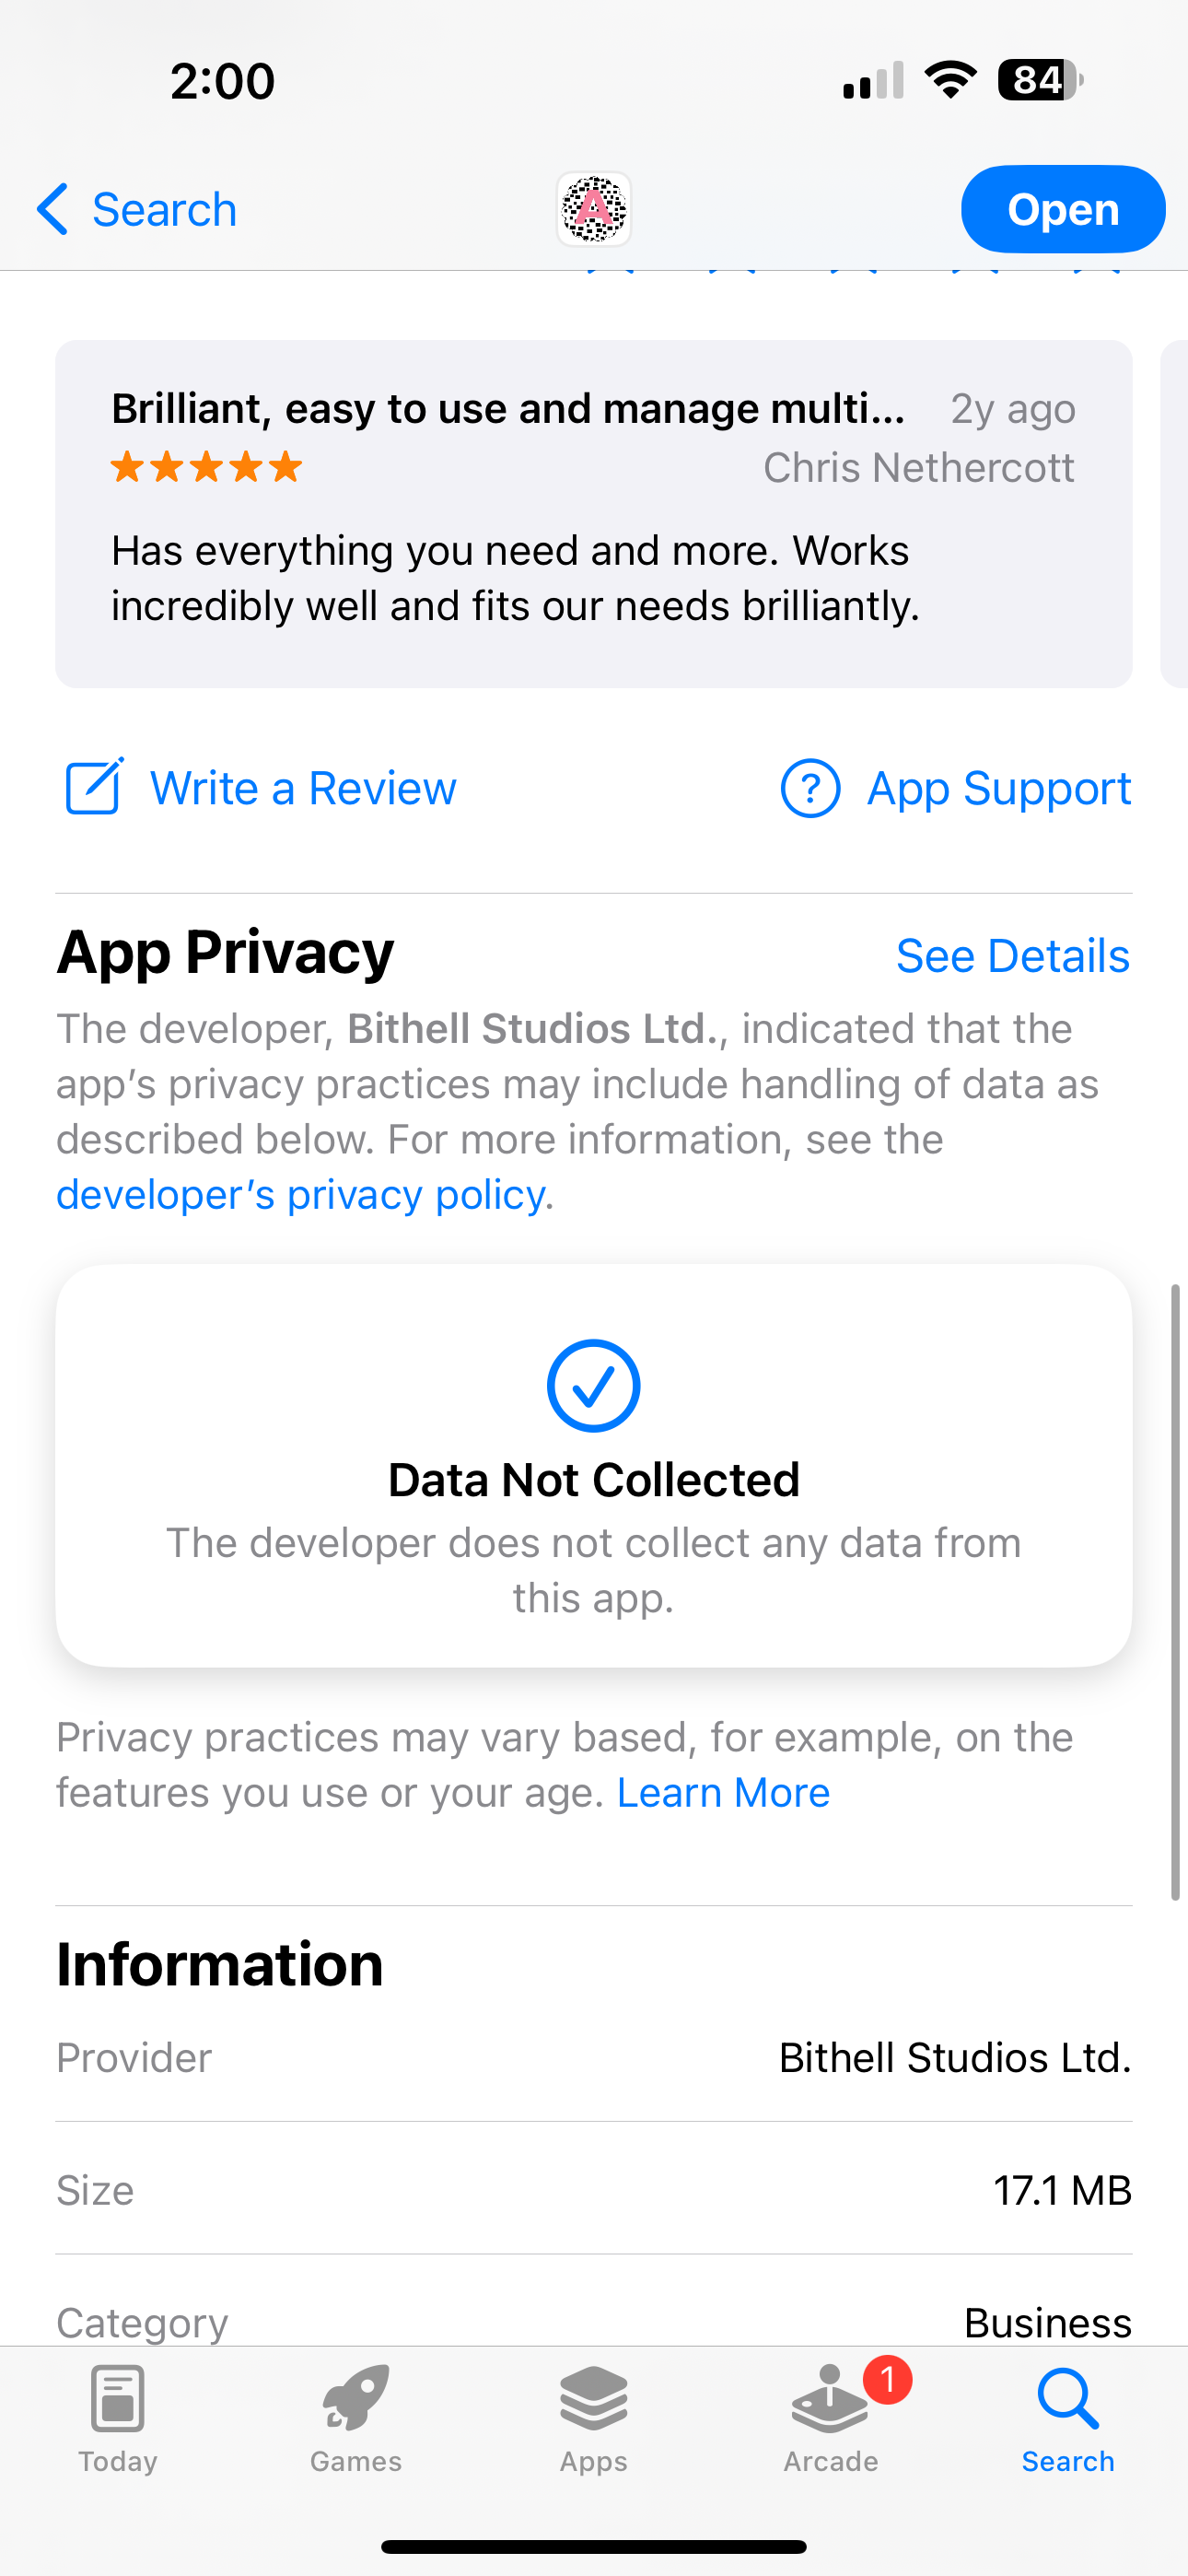 2:00
84
Search
A
Open
Brilliant, easy to use and manage multi...
2y ago
Chris Nethercott
Has everything you need and more. Works
incredibly well and fits our needs brilliantly.
Write a Review
? App Support
App Privacy
See Details
The developer, Bithell Studios Ltd., indicated that the
app’s privacy practices may include handling of data as
described below. For more information, see the
developer’s privacy policy.
Data Not Collected
The developer does not collect any data from
this app.
Privacy practices may vary based, for example, on the
features you use or your age. Learn More
Information
Provider
Bithell Studios Ltd.
Size
17.1 MB
Category
Business
Today
Games
Apps
Arcade
1
Search